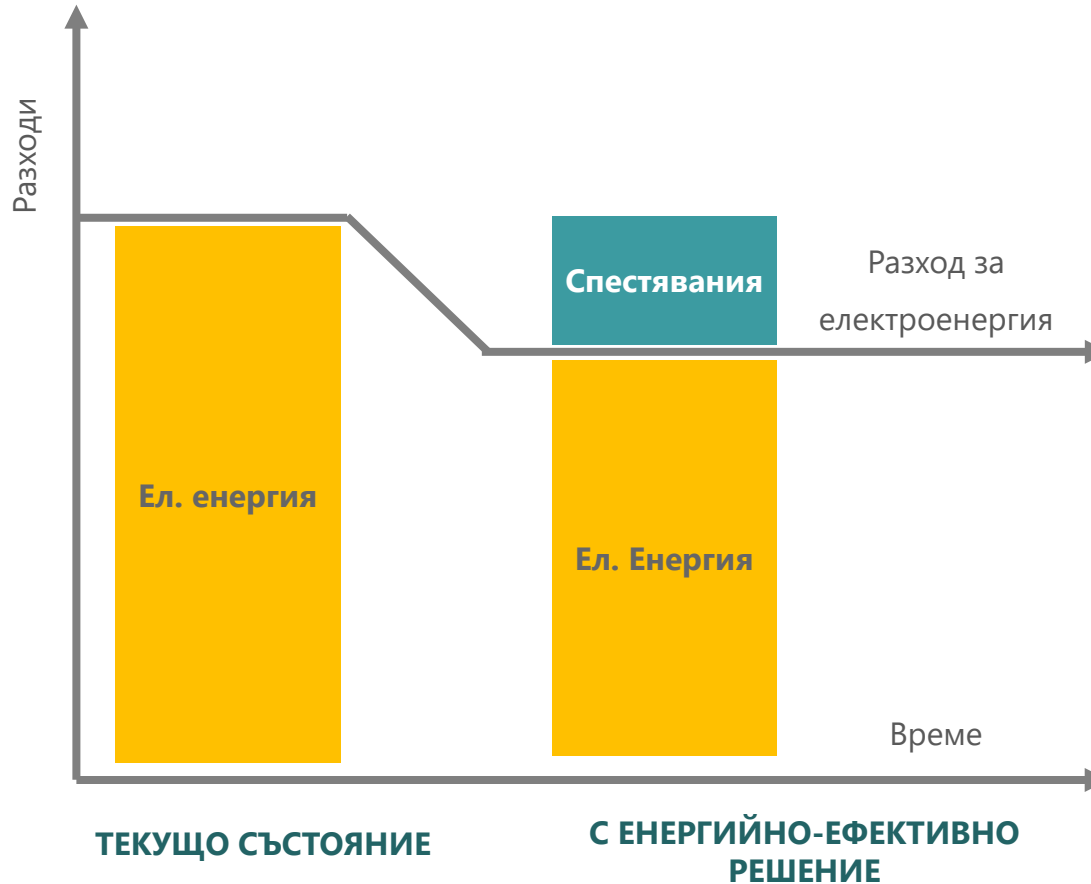 Разходи
Спестявания
Разход за
електроенергия
Ел. енергия
Ел. Енергия
Време
ТЕКУЩО СЪСТОЯНИЕ
С ЕНЕРГИЙНО-ЕФЕКТИВНО
РЕШЕНИЕ